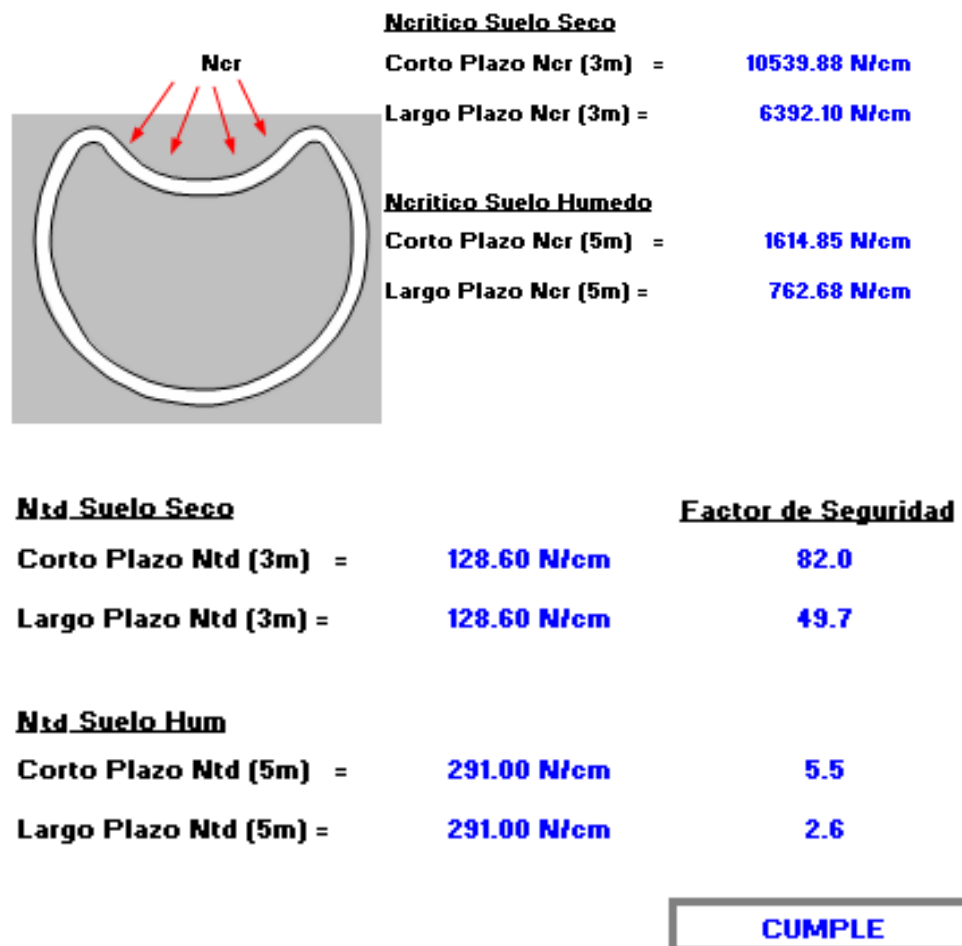 Ncritico Suelo Seco
Ncr
Corto Plazo Ncr (3m) = 10539.88 N/cm
Largo Plazo Ncr (3m) = 6392.10 N/cm
Ncritico Suelo Humedo
Corto Plazo Ncr (5m) = 1614.85 N/cm
Largo Plazo Ncr (5m) = 762.68 N/cm
Ntd Suelo Seco Factor de Seguridad
Corto Plazo Ntd (3m) = 128.60 N/cm 82.0
Largo Plazo Ntd (3m) = 128.60 N/cm 49.7
Ntd Suelo Hum
Corto Plazo Ntd (5m) = 291.00 N/cm 5.5
Largo Plazo Ntd (5m) = 291.00 N/cm 2.6
CUMPLE